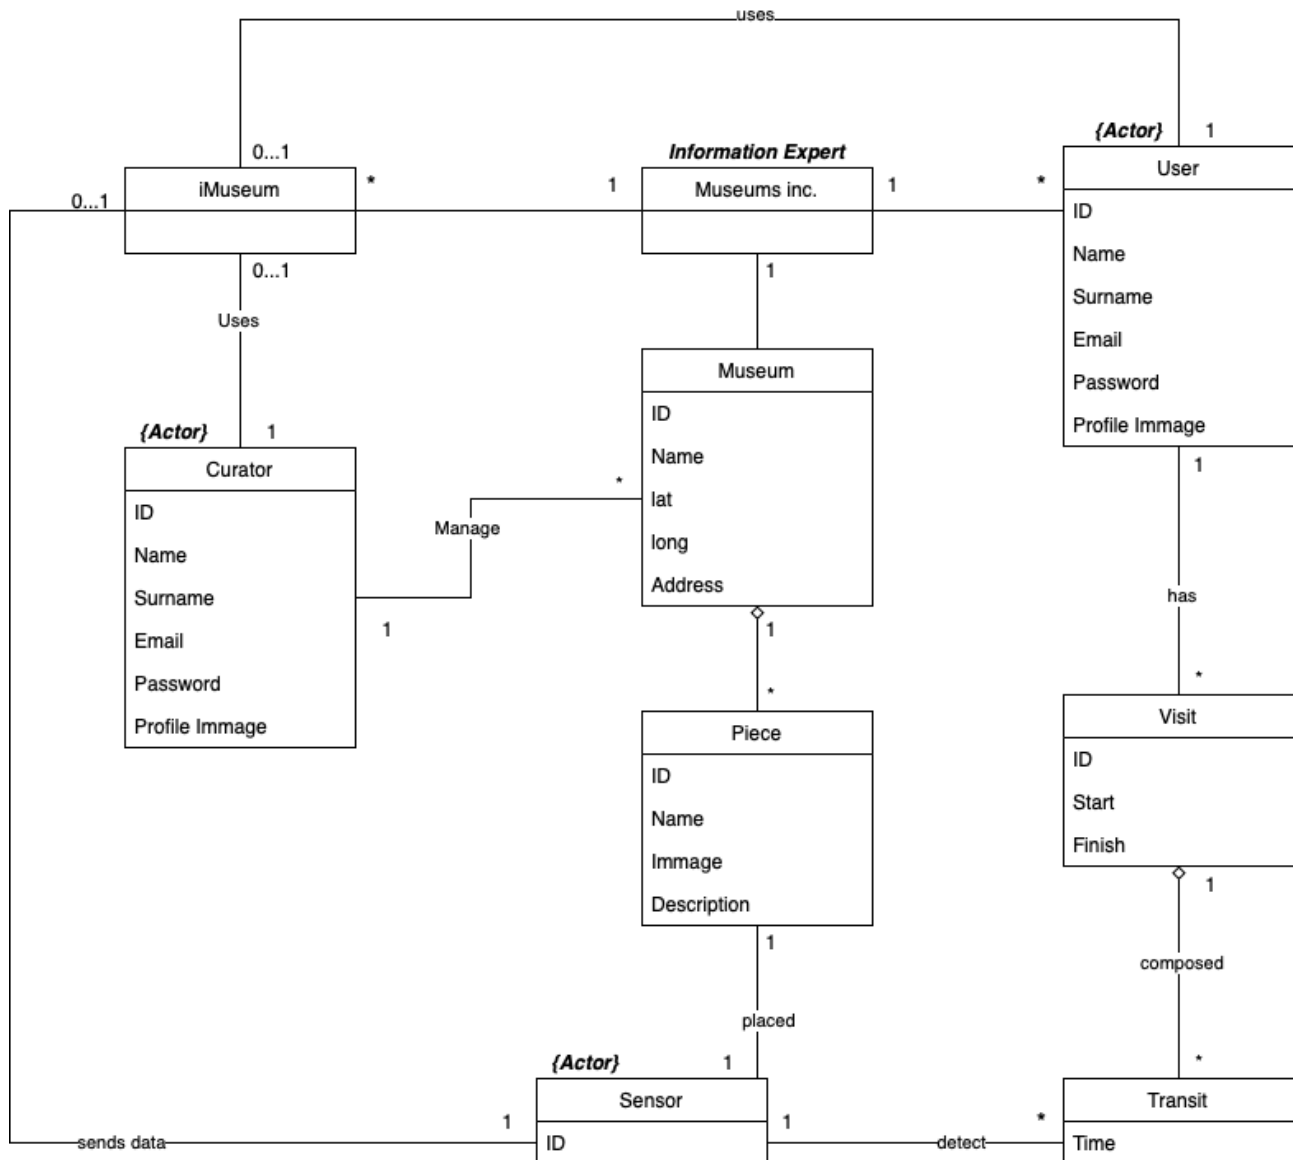 uses
{Actor}
1
0...1
Information Expert
User
iMuseum
*
1
Museums inc.
1
*
0...1
ID
Name
Surname
Email
Password
Profile Immage
0...1
1
Uses
Museum
ID
Name
lat
long
Address
{Actor}
1
Curator
ID
Name
Surname
Email
Password
Profile Immage
*
Manage
1
1
has
*
1
*
Piece
ID
Name
Immage
Description
Visit
ID
Start
Finish
1
1
composed
placed
*
{Actor}
1
Sensor
ID
Transit
Time
1
sends data
1
detect
*